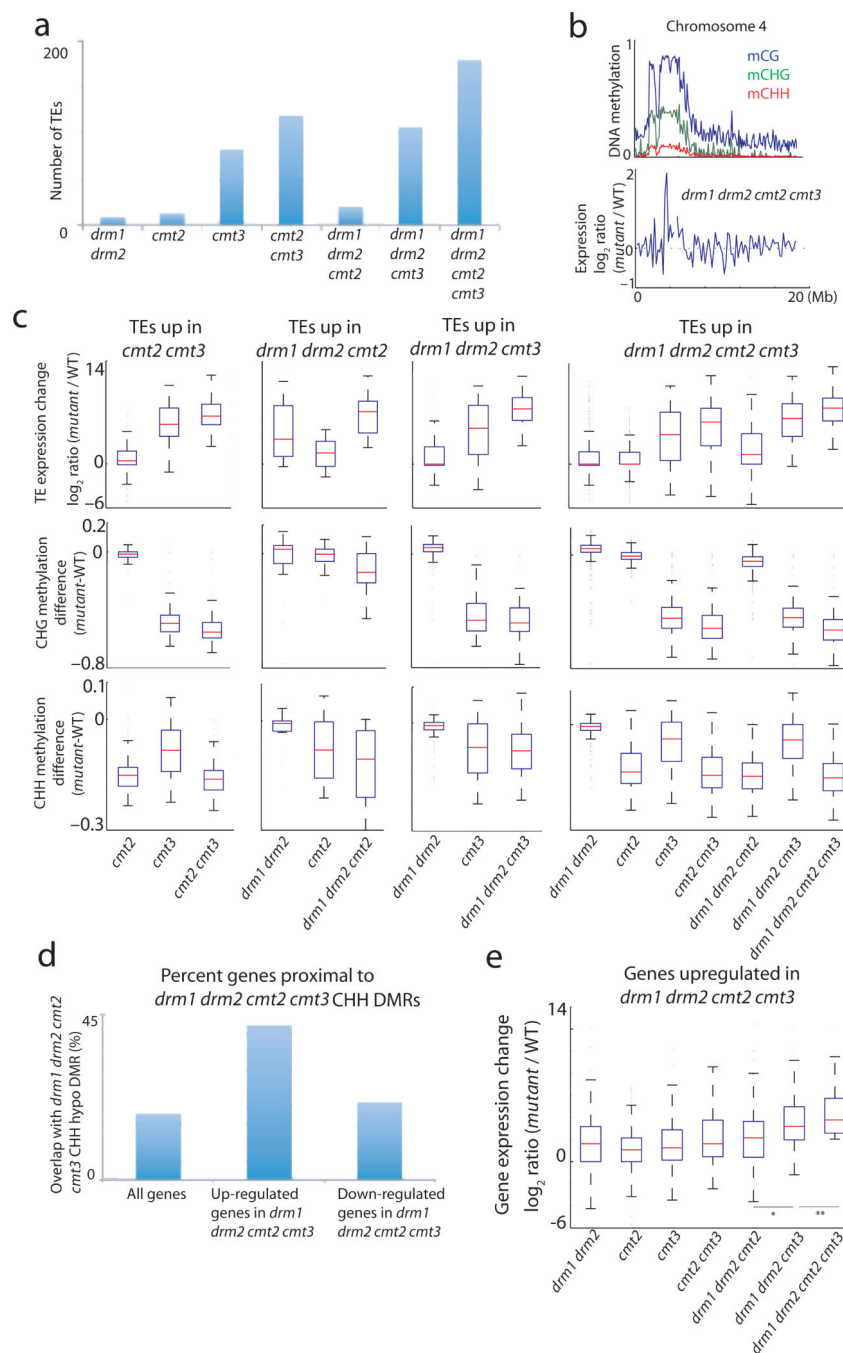 a
200
Number of TEs
0
drm1
drm2
cmt2
cmt3
cmt2
cmt3
drm1
drm2
cmt2
drm1
drm2
cmt3
drm1
drm2
cmt2
cmt3
b
Chromosome 4
1
DNA methylation
0
mCG
mCHG
mCHH
2
Expression
log2 ratio
(mutant / WT)
0
−1
drm1 drm2 cmt2 cmt3
0
20 (Mb)
c
TEs up in
cmt2 cmt3
TEs up in
drm1 drm2 cmt2
TEs up in
drm1 drm2 cmt3
TEs up in
drm1 drm2 cmt2 cmt3
TE expression change
log2 ratio (mutant / WT)
14
0
−6
CHG methylation
difference
(mutant-WT)
0.2
0
−0.8
CHH methylation
difference
(mutant-WT)
0.1
0
−0.3
cmt2
cmt3
cmt2 cmt3
drm1 drm2
cmt2
drm1 drm2 cmt2
drm1 drm2
cmt3
drm1 drm2 cmt3
drm1 drm2
cmt2
cmt3
cmt2 cmt3
drm1 drm2 cmt2
drm1 drm2 cmt3
drm1 drm2 cmt2 cmt3
d
Percent genes proximal to
drm1 drm2 cmt2 cmt3 CHH DMRs
Overlap with drm1 drm2 cmt2
cmt3 CHH hypo DMR (%)
45
0
All genes
Up-regulated
genes in drm1
drm2 cmt2 cmt3
Down-regulated
genes in drm1
drm2 cmt2 cmt3
e
Genes upregulated in
drm1 drm2 cmt2 cmt3
Gene expression change
log2 ratio (mutant / WT)
14
0
-6
*
**
drm1 drm2
cmt2
cmt3
cmt2 cmt3
drm1 drm2 cmt2
drm1 drm2 cmt3
drm1 drm2 cmt2 cmt3